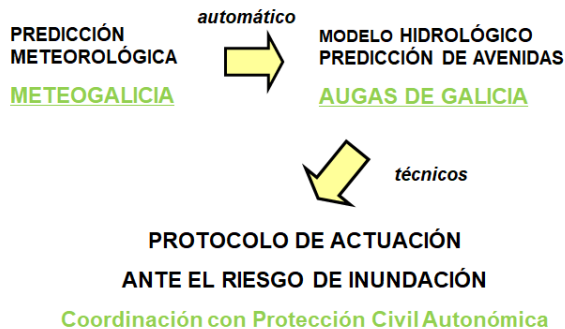 automático
PREDICCIÓN
METEOROLÓGICA
METEOGALICIA
MODELO HIDROLÓGICO
PREDICCIÓN DE AVENIDAS
AUGAS DE GALICIA
técnicos
PROTOCOLO DE ACTUACIÓN
ANTE EL RIESGO DE INUNDACIÓN
Coordinación con Protección Civil Autonómica